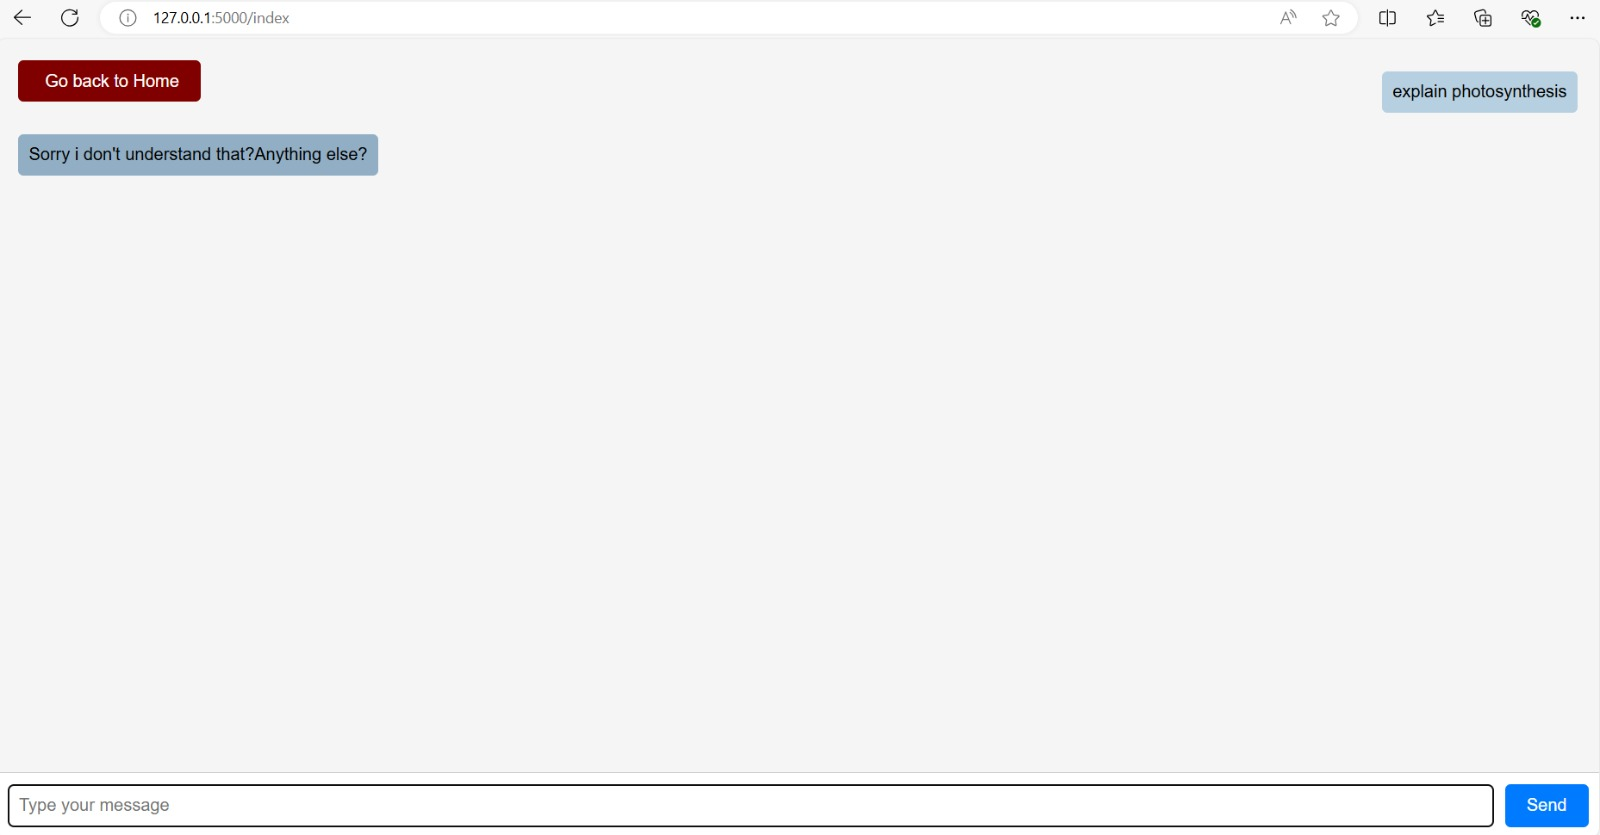 127.0.0.1:5000/index
Go back to Home
explain photosynthesis
Sorry i don't understand that?Anything else?
Type your message
Send